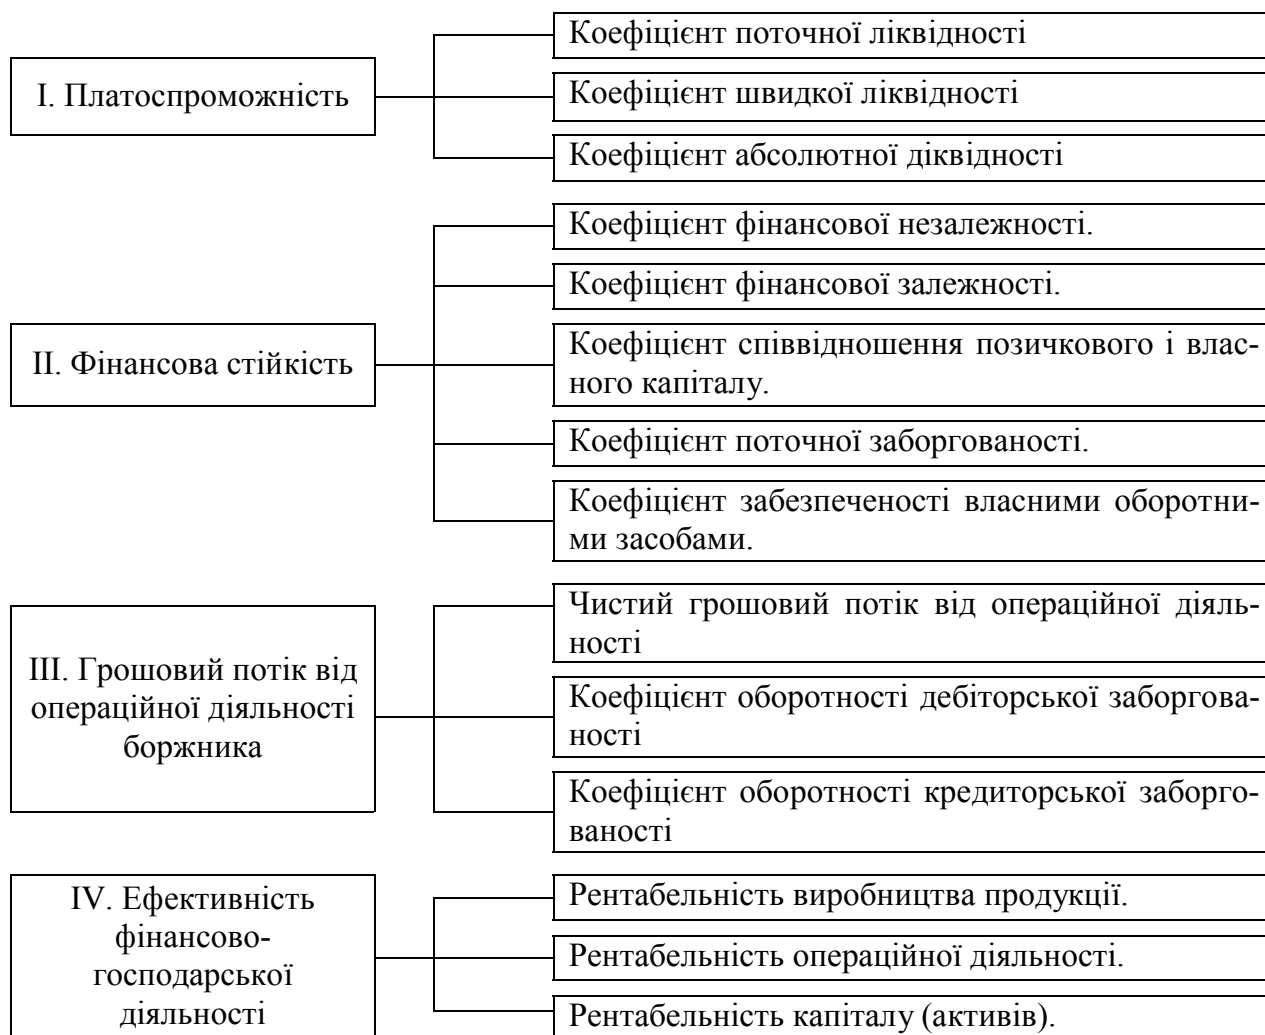 I. Платоспроможність
Коефіцієнт поточної ліквідності
Коефіцієнт швидкої ліквідності
Коефіцієнт абсолютної діквідності
II. Фінансова стійкість
Коефіцієнт фінансової незалежності.
Коефіцієнт фінансової залежності.
Коефіцієнт співвідношення позичкового і влас-
ного капіталу.
Коефіцієнт поточної заборгованості.
Коефіцієнт забезпеченості власними оборотни-
ми засобами.
III. Грошовий потік від
операційної діяльності
боржника
Чистий грошовий потік від операційної діяль-
ності
Коефіцієнт оборотності дебіторської заборгова-
ності
Коефіцієнт оборотності кредиторської заборго-
ваності
IV. Ефективність
фінансово-
господарської
діяльності
Рентабельність виробництва продукції.
Рентабельність операційної діяльності.
Рентабельність капіталу (активів).